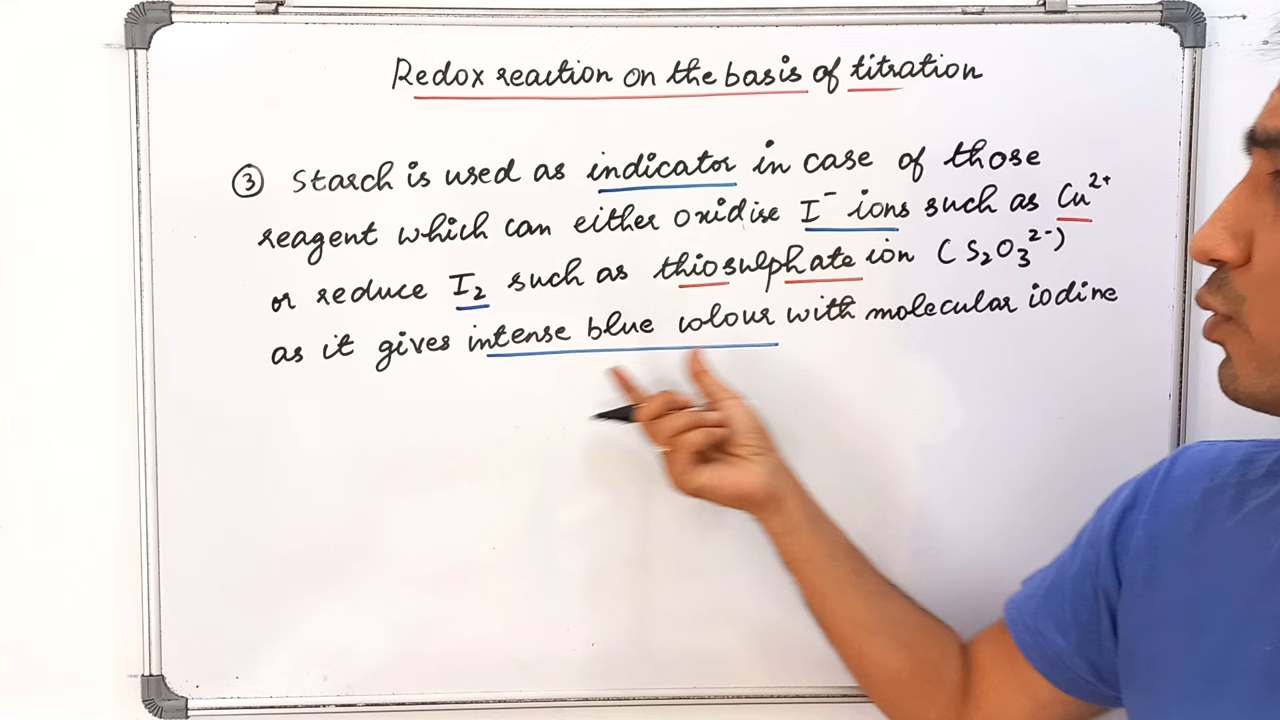 Redox reaction on the basis of titration
③ Starch is used as indicator in case of those
reagent which can either oxidise I⁻ ions such as Cu²⁺
or reduce I₂ such as thiosulphate ion (S₂O₃²⁻)
as it gives intense blue colour with molecular iodine